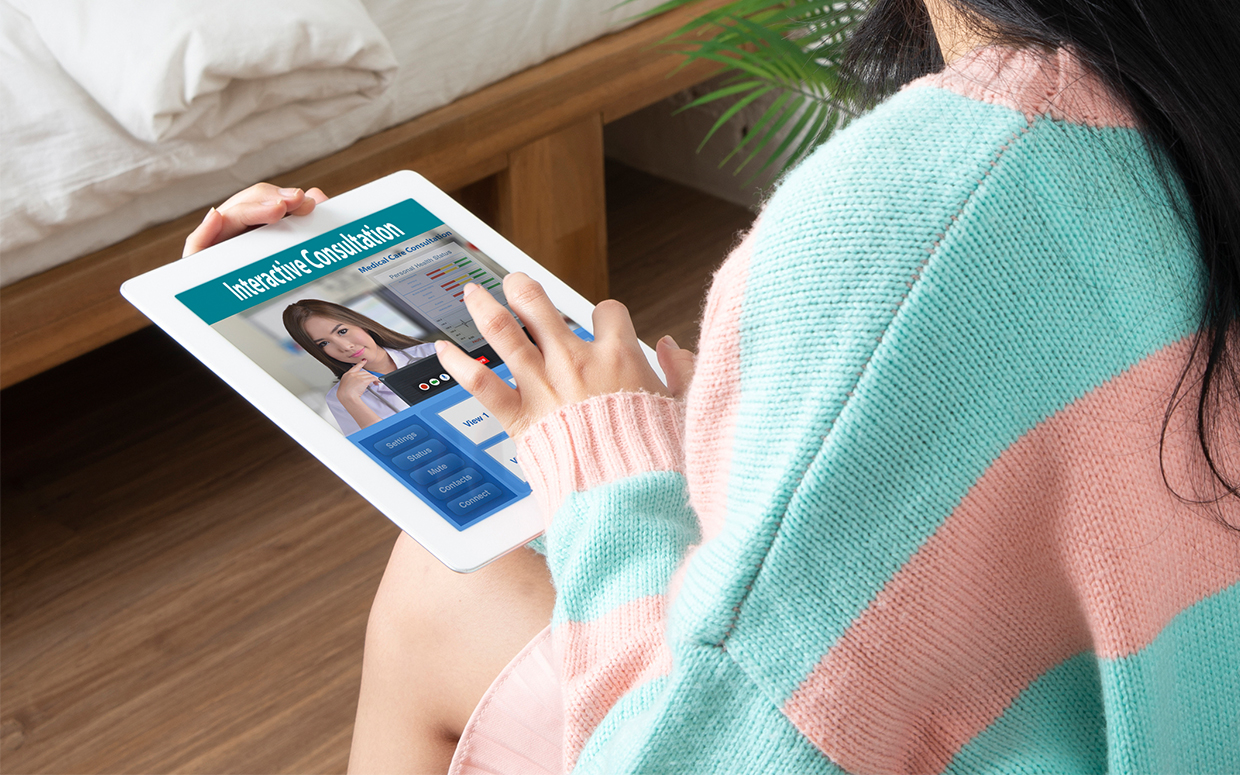 Interactive Consultation
Medical Care Consultation
Personal Health Status
View 1
Settings
Status
Mute
Contacts
Connect